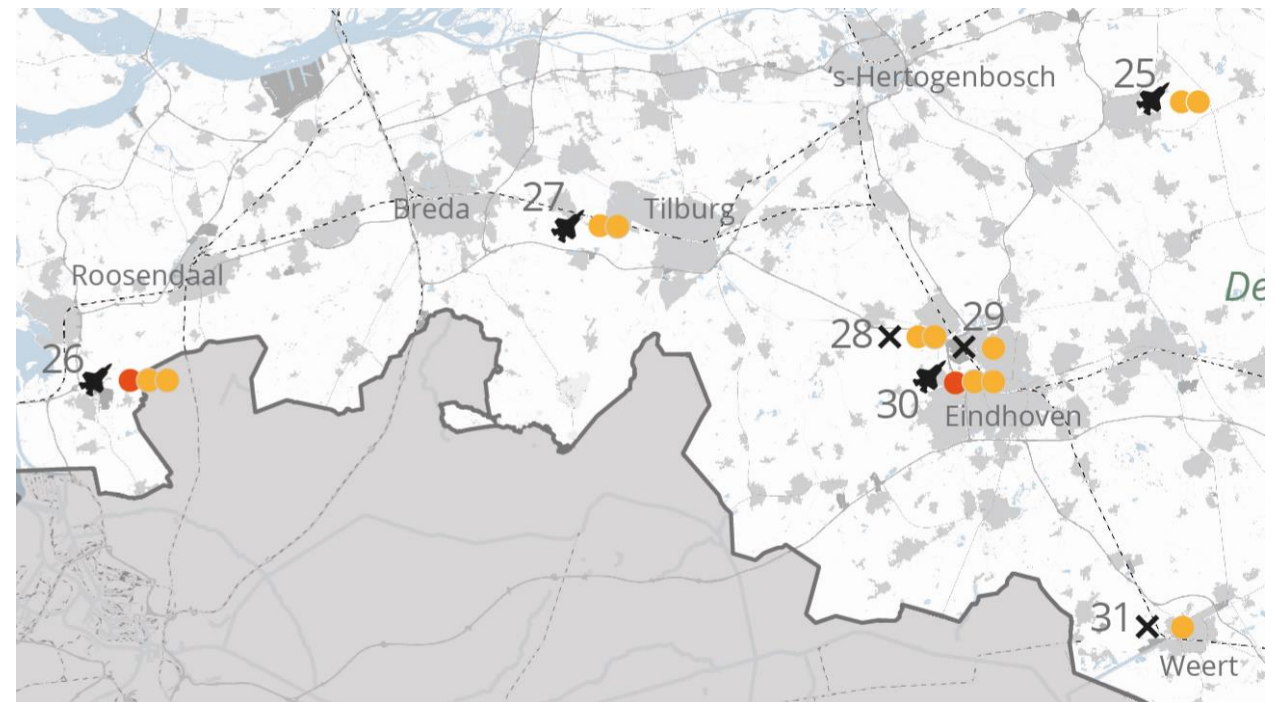 25
's-Hertogenbosch
27
Breda
Tilburg
Roosendaal
De
29
28
26
30
Eindhoven
31
Weert